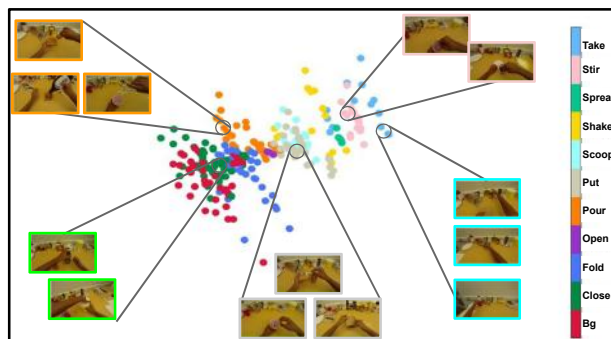 Take
Stir
Sprea
Shake
Scoop
Put
Pour
Open
Fold
Close
Bg